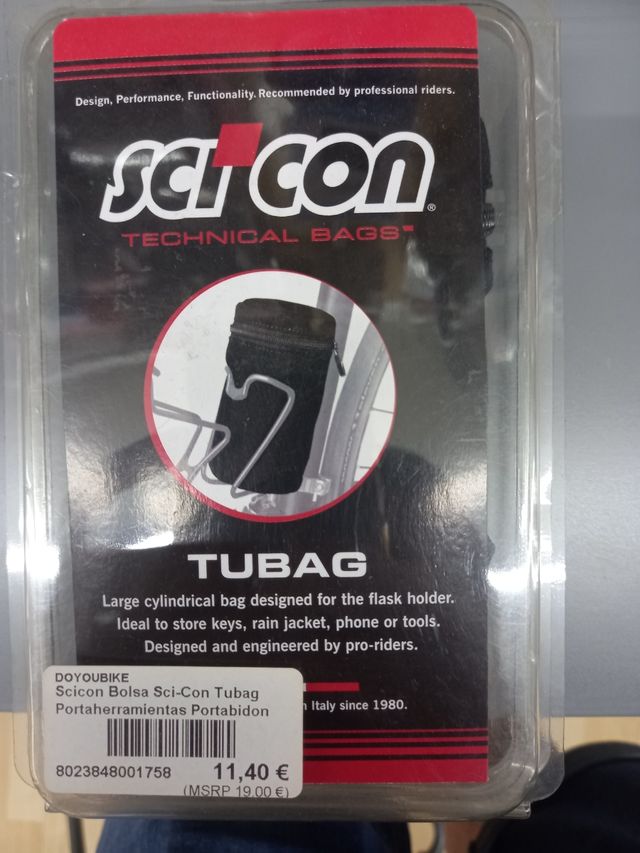 Design, Performance, Functionality. Recommended by professional riders.
SCI CON®
TECHNICAL BAGS™
TUBAG
Large cylindrical bag designed for the flask holder.
Ideal to store keys, rain jacket, phone or tools.
Designed and engineered by pro-riders.
Italy since 1980.
DOYOUBIKE
Scicon Bolsa Sci-Con Tubag
Portaherramientas Portabidon
8023848001758 11,40 €
(MSRP 19.00 €)